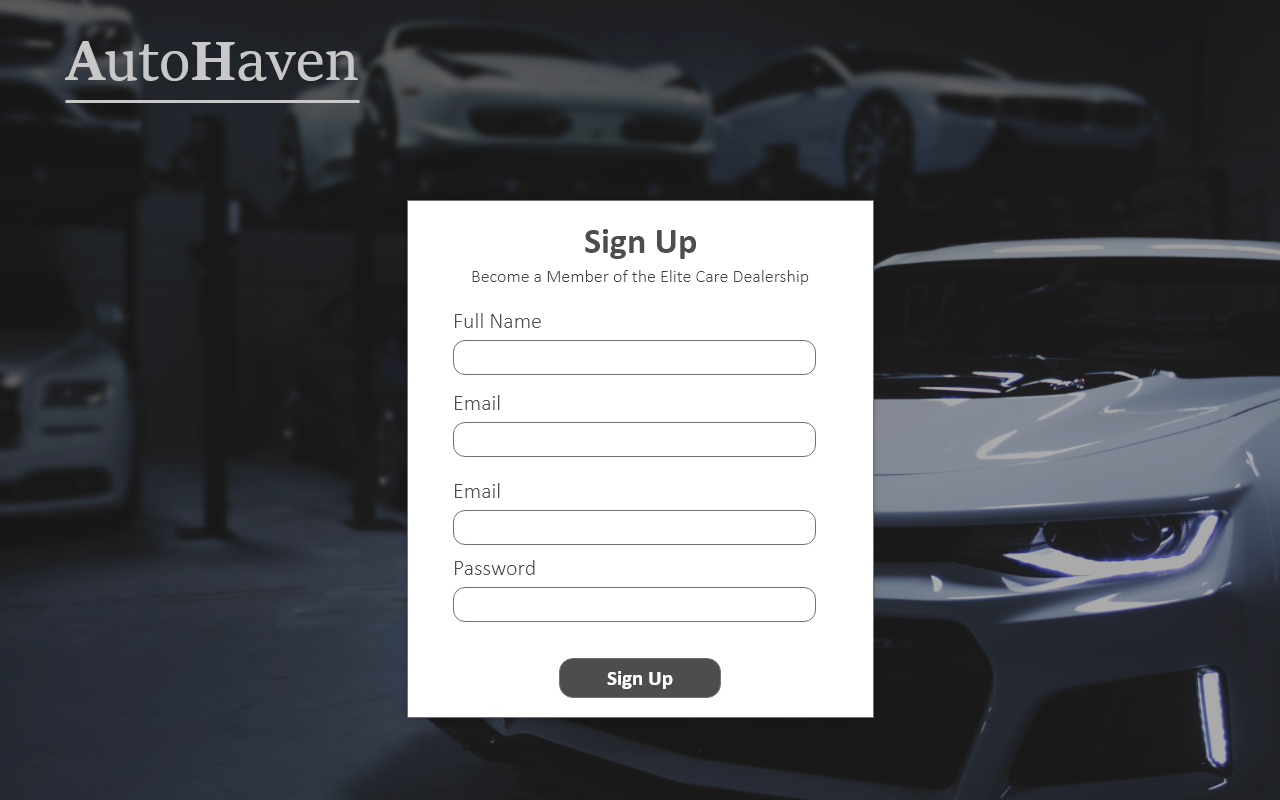 AutoHaven
Sign Up
Become a Member of the Elite Care Dealership
Full Name
Email
Email
Password
Sign Up